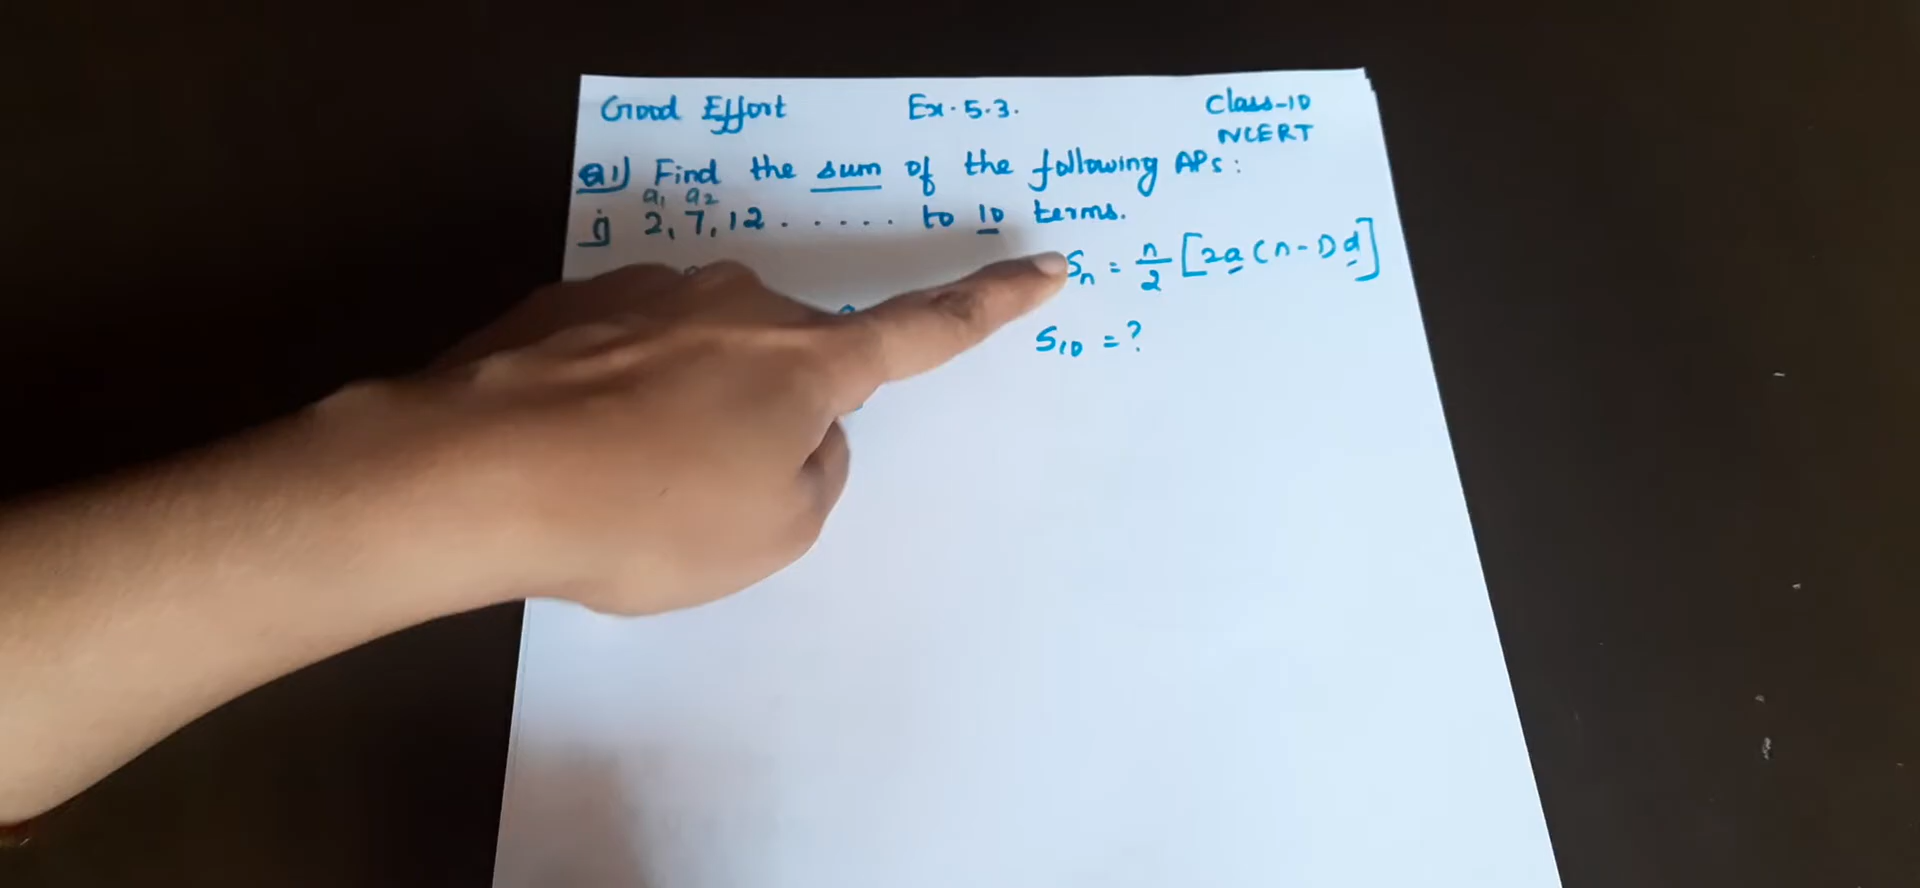 Good Effort Ex. 5.3. Class-10
NCERT
Q1) Find the sum of the following APs:
a₁ a₂
i) 2, 7, 12 . . . . . . to 10 terms.
Sₙ = n/2 [2a (n-1) d]
S₁₀ = ?